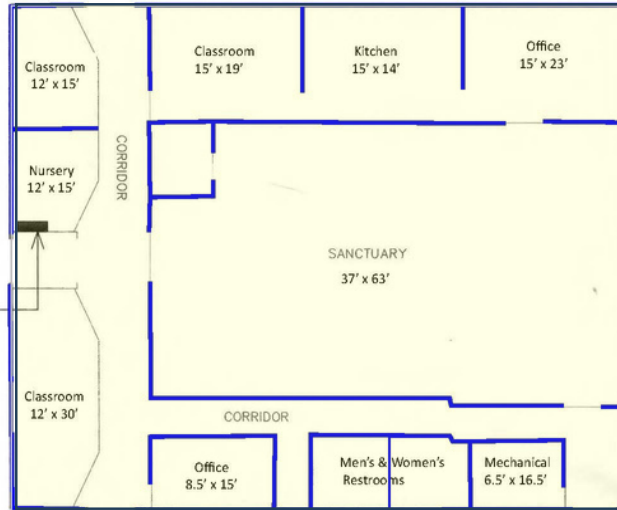 Classroom
12' x 15'
Classroom
15' x 19'
Kitchen
15' x 14'
Office
15' x 23'
CORRIDOR
Nursery
12' x 15'
SANCTUARY
37' x 63'
Classroom
12' x 30'
CORRIDOR
Office
8.5' x 15'
Men's & Women's
Restrooms
Mechanical
6.5' x 16.5'